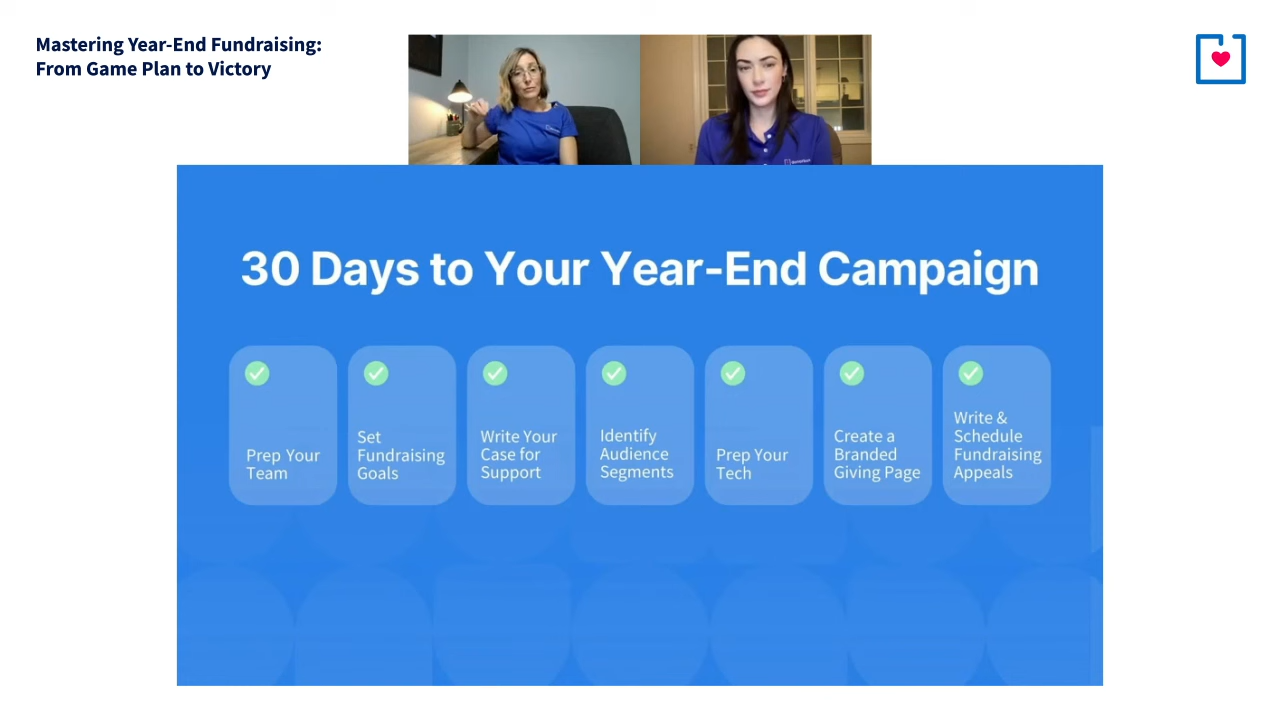 Mastering Year-End Fundraising:
From Game Plan to Victory
30 Days to Your Year-End Campaign
Prep Your
Team
Set
Fundraising
Goals
Write Your
Case for
Support
Identify
Audience
Segments
Prep Your
Tech
Create a
Branded
Giving Page
Write &
Schedule
Fundraising
Appeals